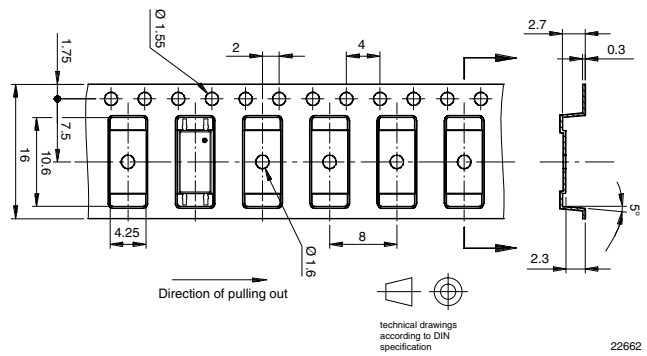 2.7
0.3
Ø 1.55
1.75
2
4
7.5
16
10.6
4.25
Ø 1.6
8
5°
2.3
Direction of pulling out
technical drawings
according to DIN
specification
22662